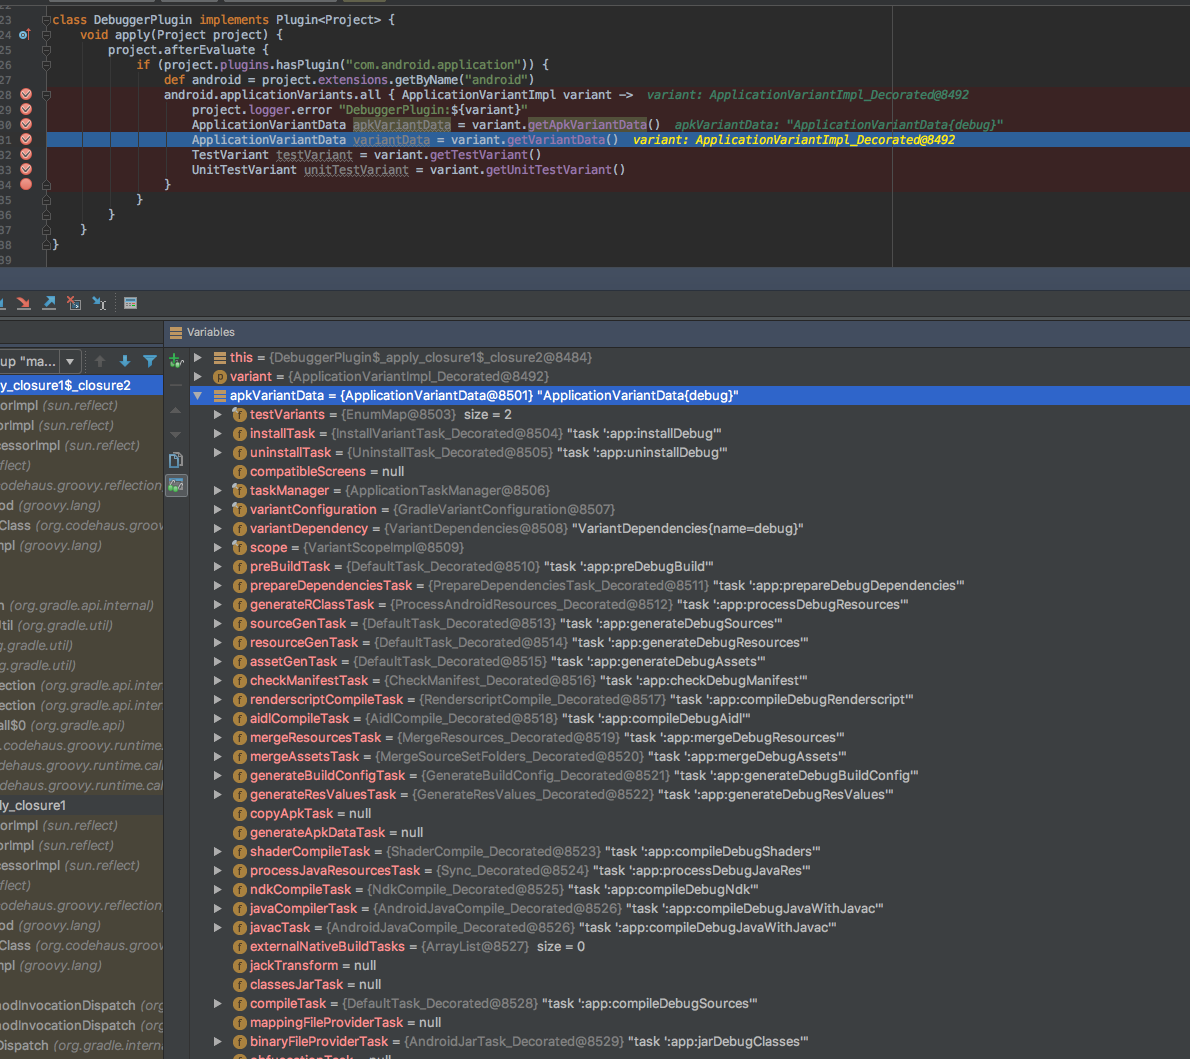 23 class DebuggerPlugin implements Plugin<Project> {
24 void apply(Project project) {
25 project.afterEvaluate {
26 if (project.plugins.hasPlugin("com.android.application")) {
27 def android = project.extensions.getByName("android")
28 android.applicationVariants.all { ApplicationVariantImpl variant -> variant: ApplicationVariantImpl_Decorated@8492
29 project.logger.error "DebuggerPlugin:${variant}"
30 ApplicationVariantData apkVariantData = variant.getApkVariantData() apkVariantData: "ApplicationVariantData{debug}"
31 ApplicationVariantData variantData = variant.getVariantData() variant: ApplicationVariantImpl_Decorated@8492
32 TestVariant testVariant = variant.getTestVariant()
33 UnitTestVariant unitTestVariant = variant.getUnitTestVariant()
34 }
35 }
36 }
37 }
38 }
39
Variables
up "ma...
y_closure1$_closure2
orImpl (sun.reflect)
orImpl (sun.reflect)
cessorImpl (sun.reflect)
flect)
codehaus.groovy.reflection
od (groovy.lang)
Class (org.codehaus.groov
mpl (groovy.lang)
n (org.gradle.api.internal)
Util (org.gradle.util)
g.gradle.util)
g.gradle.util)
ection (org.gradle.api.inter
ection (org.gradle.api.inter
all$0 (org.gradle.api)
.codehaus.groovy.runtime.
dehaus.groovy.runtime.cal
dehaus.groovy.runtime.cal
ly_closure1
orImpl (sun.reflect)
orImpl (sun.reflect)
cessorImpl (sun.reflect)
flect)
codehaus.groovy.reflection
od (groovy.lang)
Class (org.codehaus.groov
mpl (groovy.lang)
hodInvocationDispatch (org
hodInvocationDispatch (org
Dispatch (org.gradle.intern
this = {DebuggerPlugin$_apply_closure1$_closure2@8484}
variant = {ApplicationVariantImpl_Decorated@8492}
apkVariantData = {ApplicationVariantData@8501} "ApplicationVariantData{debug}"
testVariants = {EnumMap@8503} size = 2
installTask = {InstallVariantTask_Decorated@8504} "task ':app:installDebug'"
uninstallTask = {UninstallTask_Decorated@8505} "task ':app:uninstallDebug'"
compatibleScreens = null
taskManager = {ApplicationTaskManager@8506}
variantConfiguration = {GradleVariantConfiguration@8507}
variantDependency = {VariantDependencies@8508} "VariantDependencies{name=debug}"
scope = {VariantScopeImpl@8509}
preBuildTask = {DefaultTask_Decorated@8510} "task ':app:preDebugBuild'"
prepareDependenciesTask = {PrepareDependenciesTask_Decorated@8511} "task ':app:prepareDebugDependencies'"
generateRClassTask = {ProcessAndroidResources_Decorated@8512} "task ':app:processDebugResources'"
sourceGenTask = {DefaultTask_Decorated@8513} "task ':app:generateDebugSources'"
resourceGenTask = {DefaultTask_Decorated@8514} "task ':app:generateDebugResources'"
assetGenTask = {DefaultTask_Decorated@8515} "task ':app:generateDebugAssets'"
checkManifestTask = {CheckManifest_Decorated@8516} "task ':app:checkDebugManifest'"
renderscriptCompileTask = {RenderscriptCompile_Decorated@8517} "task ':app:compileDebugRenderscript'"
aidlCompileTask = {AidlCompile_Decorated@8518} "task ':app:compileDebugAidl'"
mergeResourcesTask = {MergeResources_Decorated@8519} "task ':app:mergeDebugResources'"
mergeAssetsTask = {MergeSourceSetFolders_Decorated@8520} "task ':app:mergeDebugAssets'"
generateBuildConfigTask = {GenerateBuildConfig_Decorated@8521} "task ':app:generateDebugBuildConfig'"
generateResValuesTask = {GenerateResValues_Decorated@8522} "task ':app:generateDebugResValues'"
copyApkTask = null
generateApkDataTask = null
shaderCompileTask = {ShaderCompile_Decorated@8523} "task ':app:compileDebugShaders'"
processJavaResourcesTask = {Sync_Decorated@8524} "task ':app:processDebugJavaRes'"
ndkCompileTask = {NdkCompile_Decorated@8525} "task ':app:compileDebugNdk'"
javaCompilerTask = {AndroidJavaCompile_Decorated@8526} "task ':app:compileDebugJavaWithJavac'"
javacTask = {AndroidJavaCompile_Decorated@8526} "task ':app:compileDebugJavaWithJavac'"
externalNativeBuildTasks = {ArrayList@8527} size = 0
jackTransform = null
classesJarTask = null
compileTask = {DefaultTask_Decorated@8528} "task ':app:compileDebugSources'"
mappingFileProviderTask = null
binaryFileProviderTask = {AndroidJarTask_Decorated@8529} "task ':app:jarDebugClasses'"